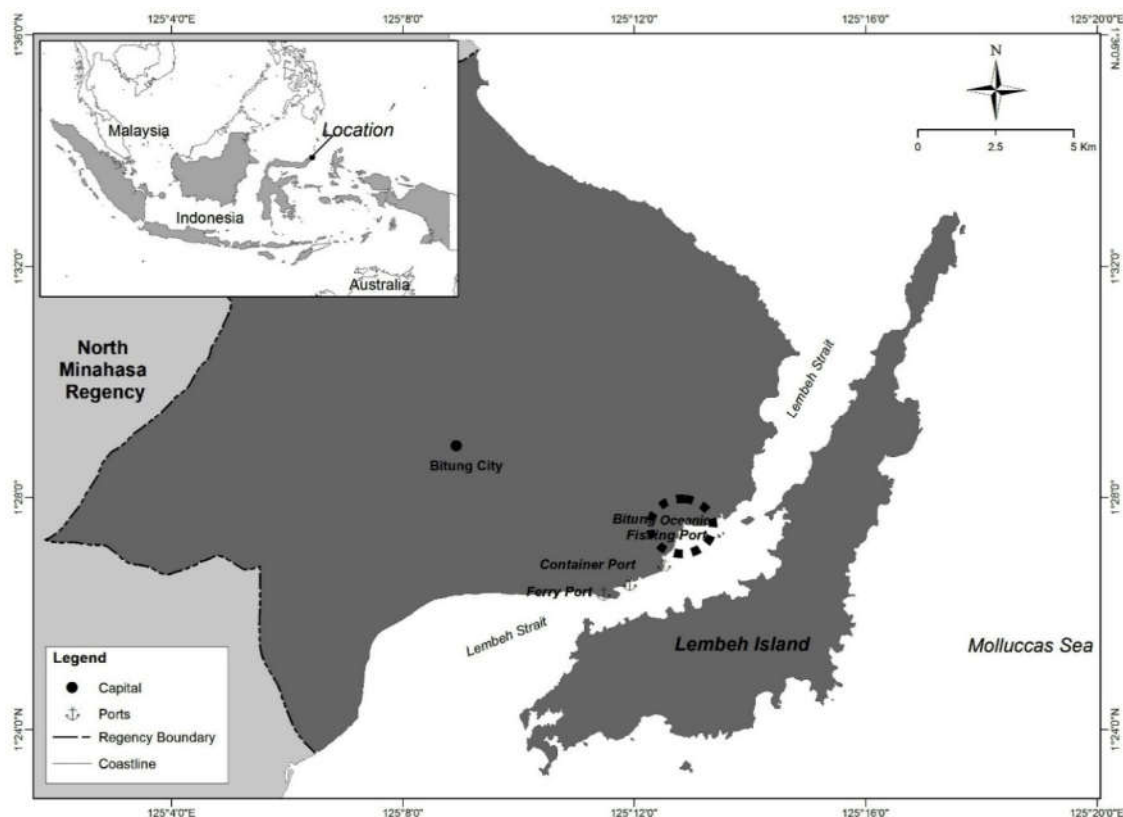 125°4'0"E
125°8'0"E
125°12'0"E
125°16'0"E
125°20'0"E
1°36'0"N
1°36'0"N
Malaysia
Location
Indonesia
Australia
N
0 2.5 5 Km
1°32'0"N
1°32'0"N
North
Minahasa
Regency
Lembeh Strait
Bitung City
1°28'0"N
1°28'0"N
Bitung Oceanic
Fishing Port
Container Port
Ferry Port
Lembeh Strait
Lembeh Island
Molluccas Sea
Legend
Capital
Ports
Regency Boundary
Coastline
1°24'0"N
1°24'0"N
125°4'0"E
125°8'0"E
125°12'0"E
125°16'0"E
125°20'0"E